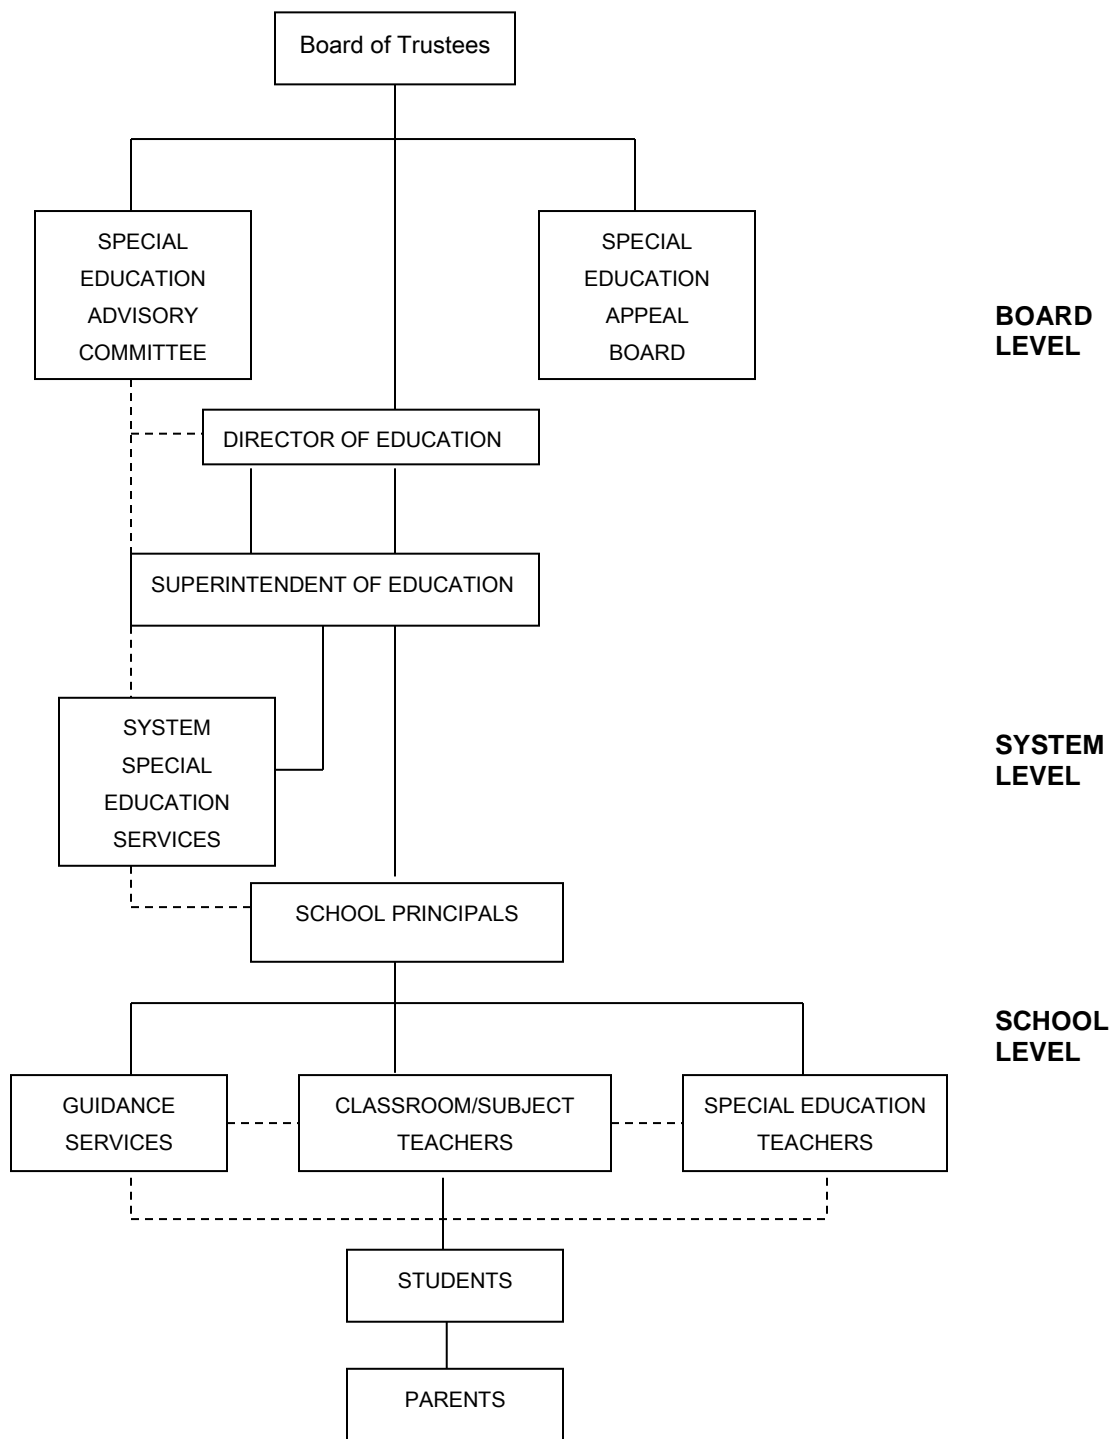 Board of Trustees
SPECIAL
EDUCATION
ADVISORY
COMMITTEE
SPECIAL
EDUCATION
APPEAL
BOARD
BOARD
LEVEL
DIRECTOR OF EDUCATION
SUPERINTENDENT OF EDUCATION
SYSTEM
SPECIAL
EDUCATION
SERVICES
SYSTEM
LEVEL
SCHOOL PRINCIPALS
SCHOOL
LEVEL
GUIDANCE
SERVICES
CLASSROOM/SUBJECT
TEACHERS
SPECIAL EDUCATION
TEACHERS
STUDENTS
PARENTS